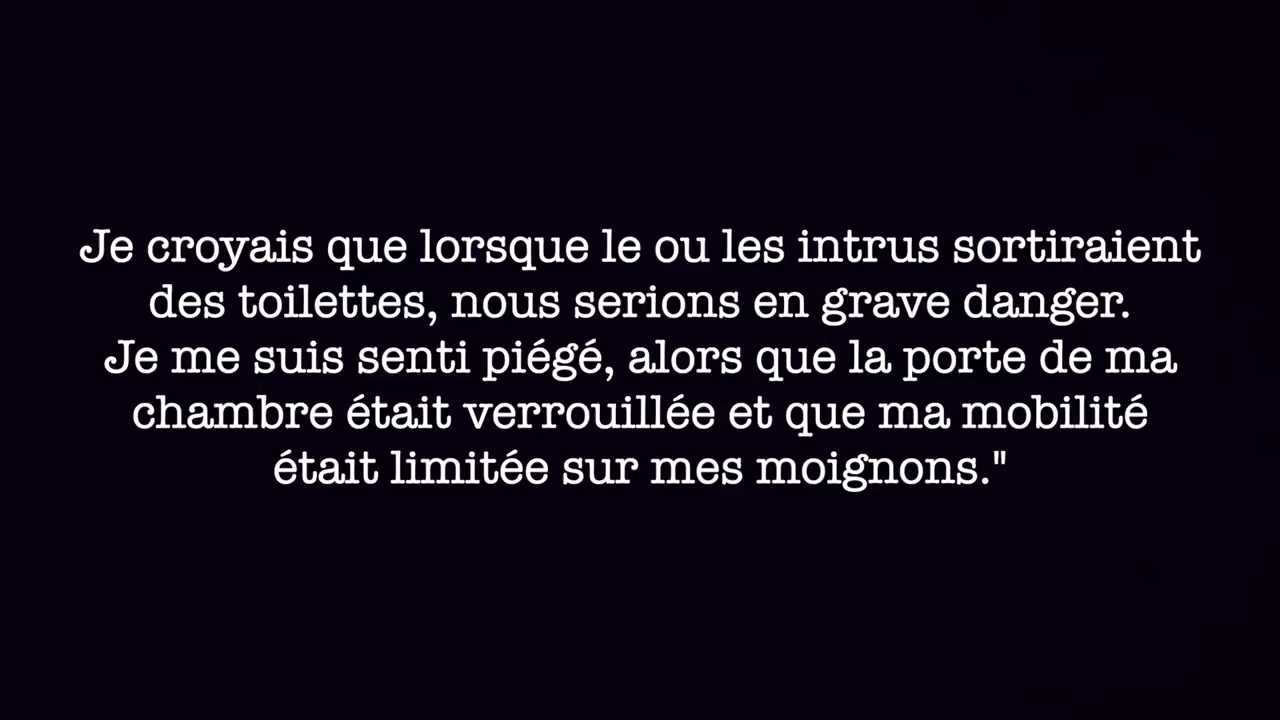 Je croyais que lorsque le ou les intrus sortiraient
des toilettes, nous serions en grave danger.
Je me suis senti piégé, alors que la porte de ma
chambre était verrouillée et que ma mobilité
était limitée sur mes moignons."